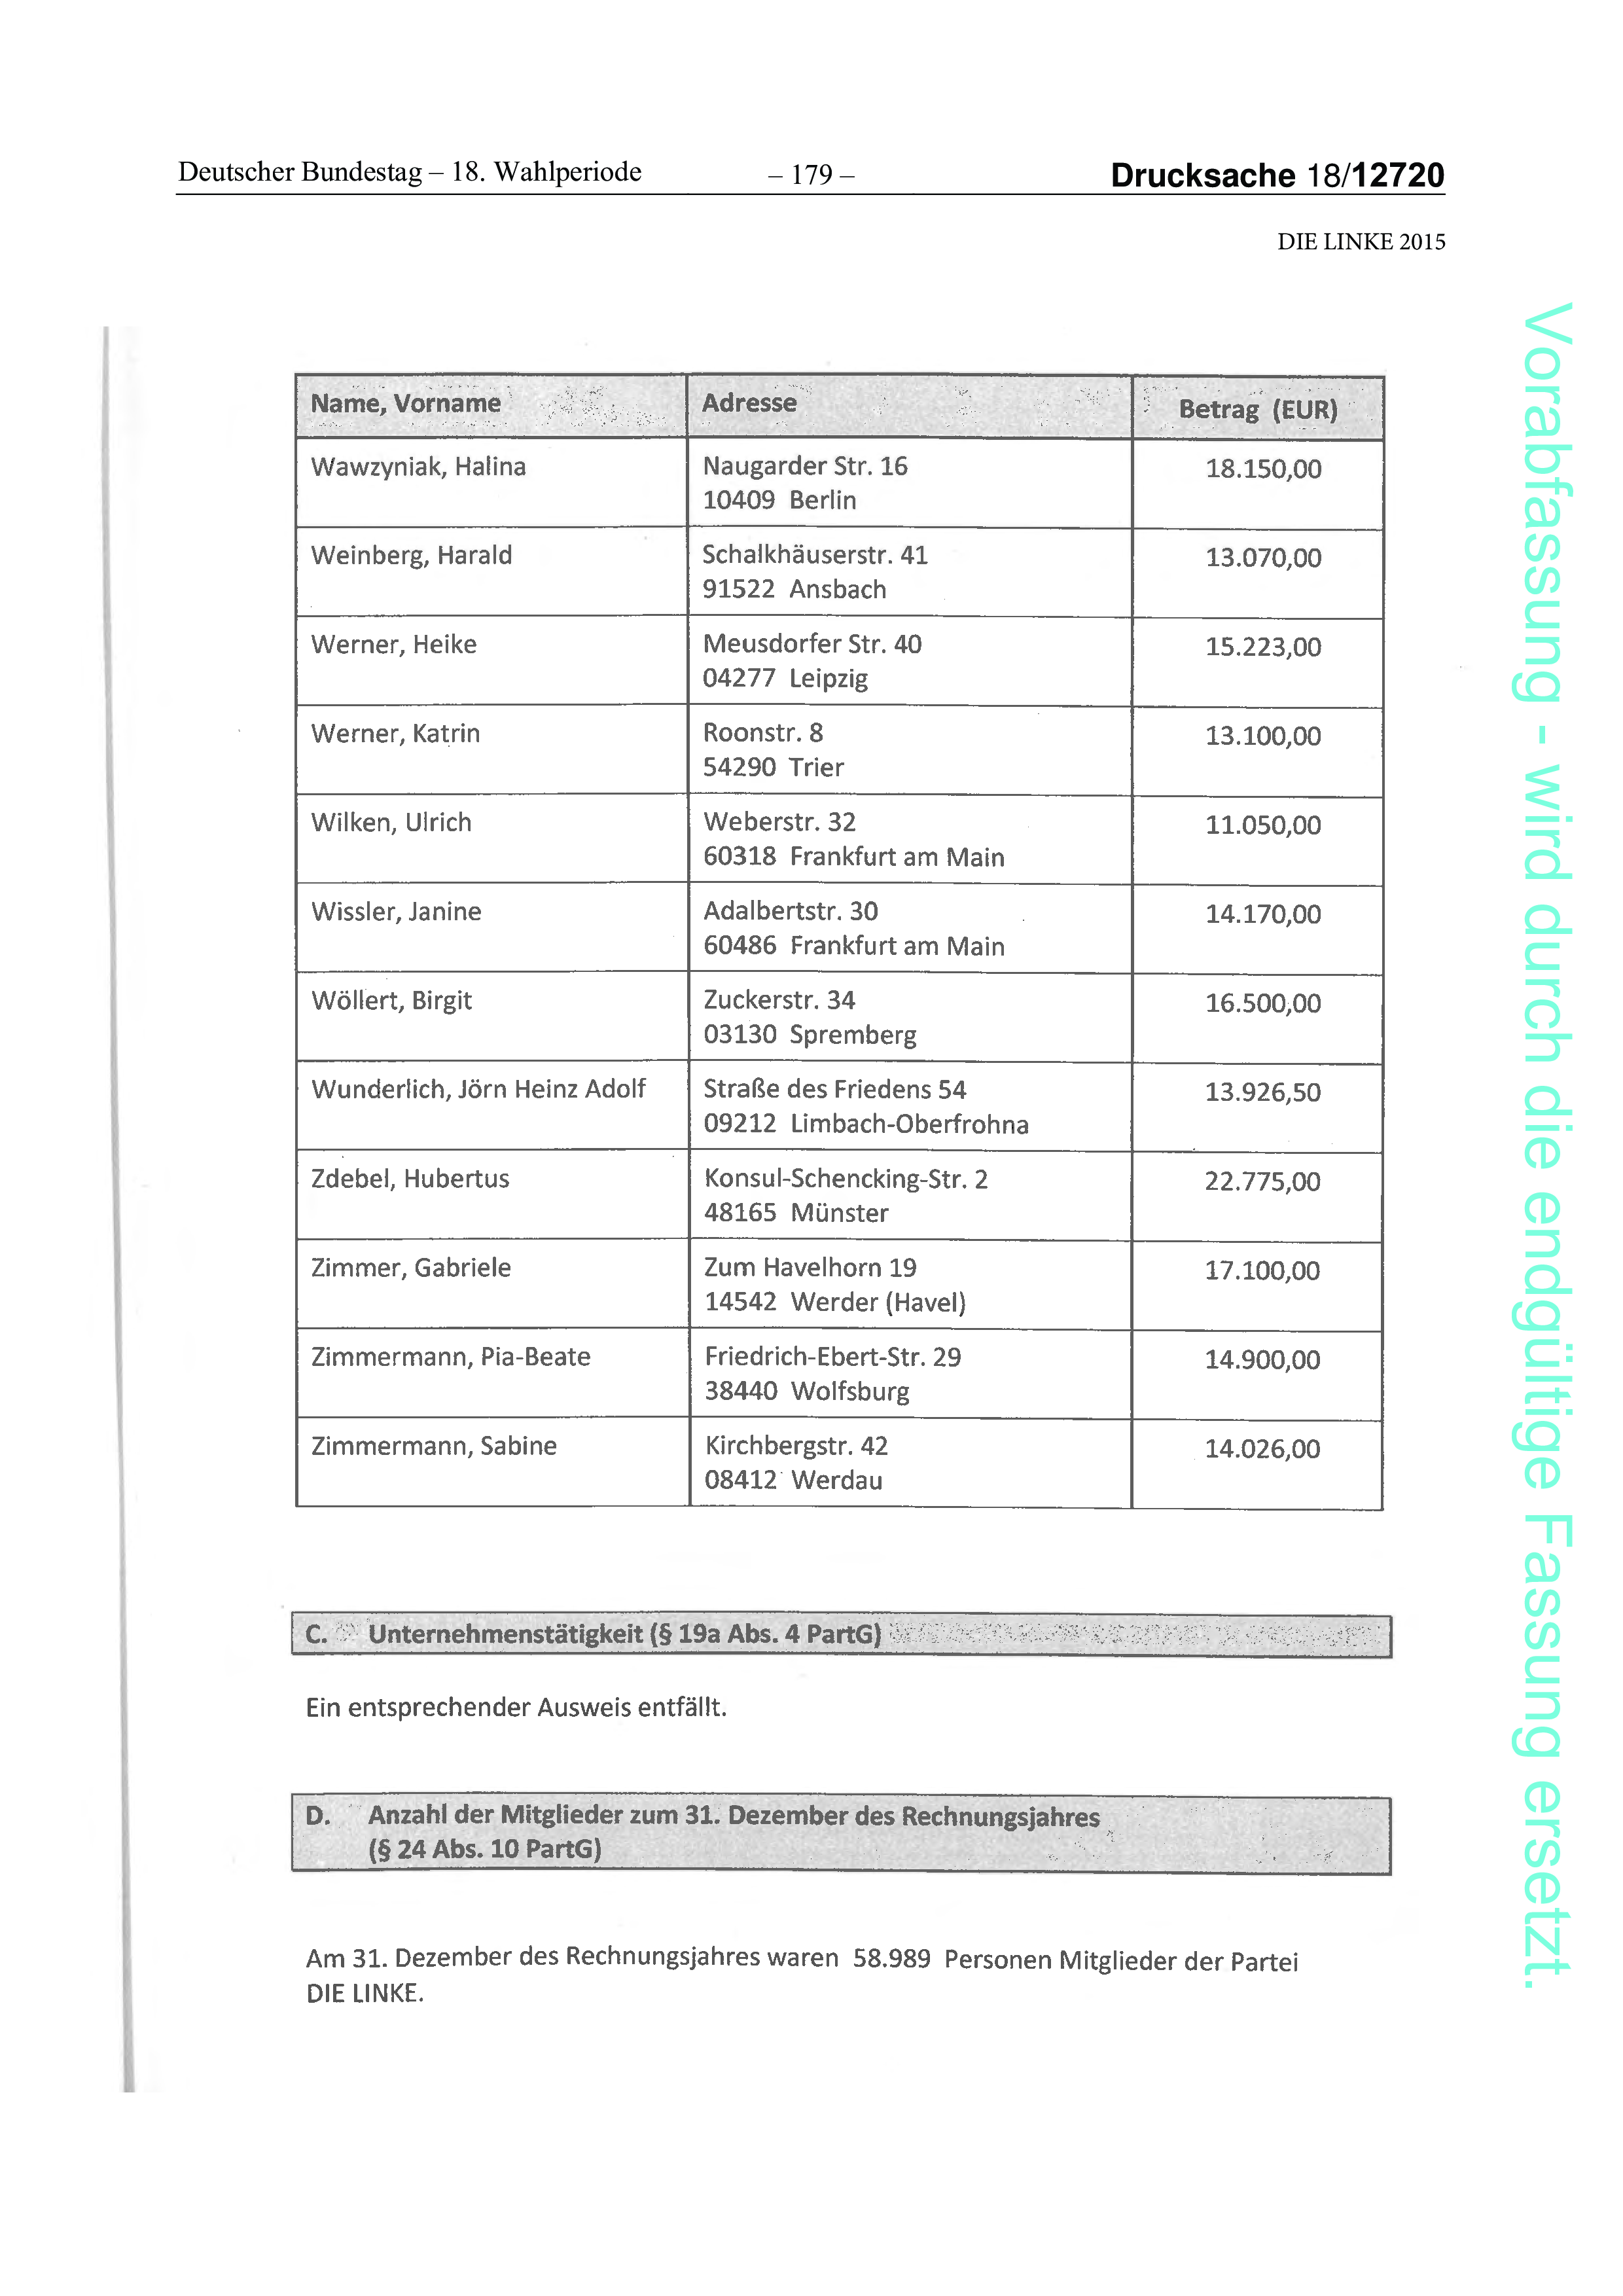 Deutscher Bundestag – 18. Wahlperiode – 179 – Drucksache 18/12720
DIE LINKE 2015
Name, Vorname Adresse Betrag (EUR)
Wawzyniak, Halina Naugarder Str. 16 18.150,00
10409 Berlin
Weinberg, Harald Schalkhäuserstr. 41 13.070,00
91522 Ansbach
Werner, Heike Meusdorfer Str. 40 15.223,00
04277 Leipzig
Werner, Katrin Roonstr. 8 13.100,00
54290 Trier
Wilken, Ulrich Weberstr. 32 11.050,00
60318 Frankfurt am Main
Wissler, Janine Adalbertstr. 30 14.170,00
60486 Frankfurt am Main
Wöllert, Birgit Zuckerstr. 34 16.500,00
03130 Spremberg
Wunderlich, Jörn Heinz Adolf Straße des Friedens 54 13.926,50
09212 Limbach-Oberfrohna
Zdebel, Hubertus Konsul-Schencking-Str. 2 22.775,00
48165 Münster
Zimmer, Gabriele Zum Havelhorn 19 17.100,00
14542 Werder (Havel)
Zimmermann, Pia-Beate Friedrich-Ebert-Str. 29 14.900,00
38440 Wolfsburg
Zimmermann, Sabine Kirchbergstr. 42 14.026,00
08412 Werdau
C. Unternehmenstätigkeit (§ 19a Abs. 4 PartG)
Ein entsprechender Ausweis entfällt.
D. Anzahl der Mitglieder zum 31. Dezember des Rechnungsjahres
(§ 24 Abs. 10 PartG)
Am 31. Dezember des Rechnungsjahres waren 58.989 Personen Mitglieder der Partei
DIE LINKE.
Vorabfassung - wird durch die endgültige Fassung ersetzt.